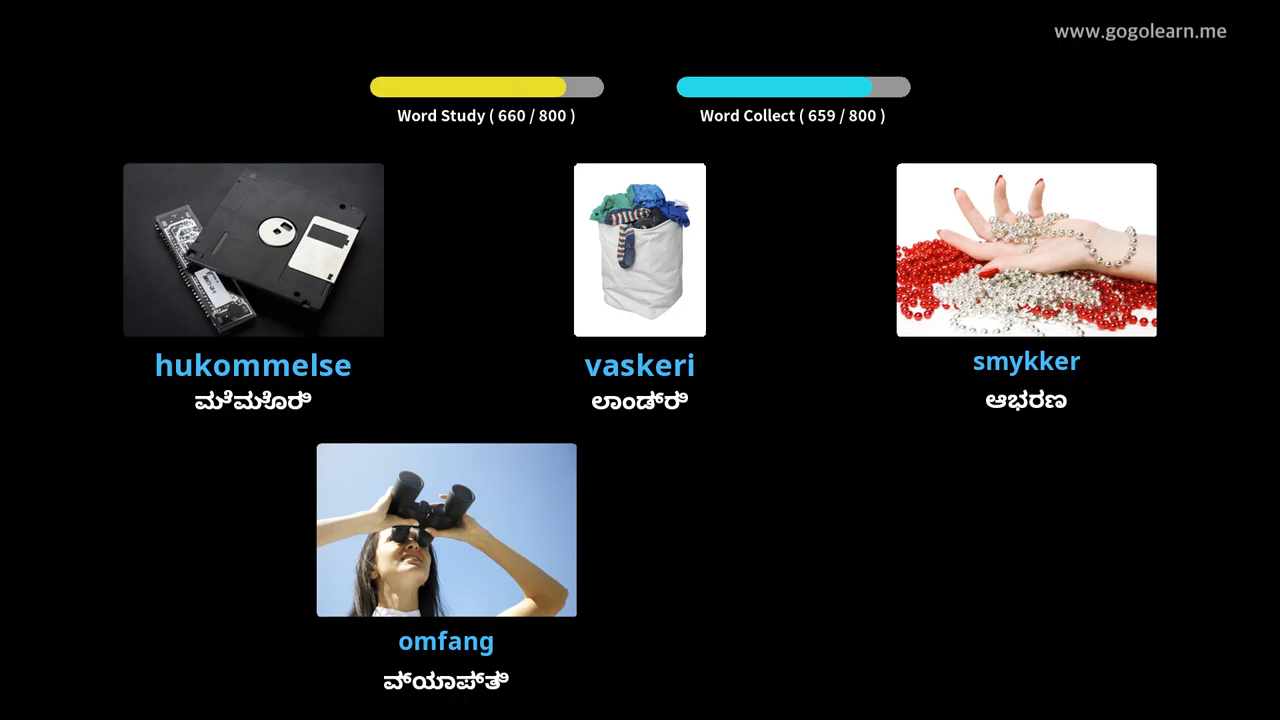 www.gogolearn.me
Word Study ( 660 / 800 )
Word Collect ( 659 / 800 )
hukommelse
ಮೆಮೊರಿ
vaskeri
ಲಾಂಡ್ರಿ
smykker
ಆಭರಣ
omfang
ವ್ಯಾಪ್ತಿ